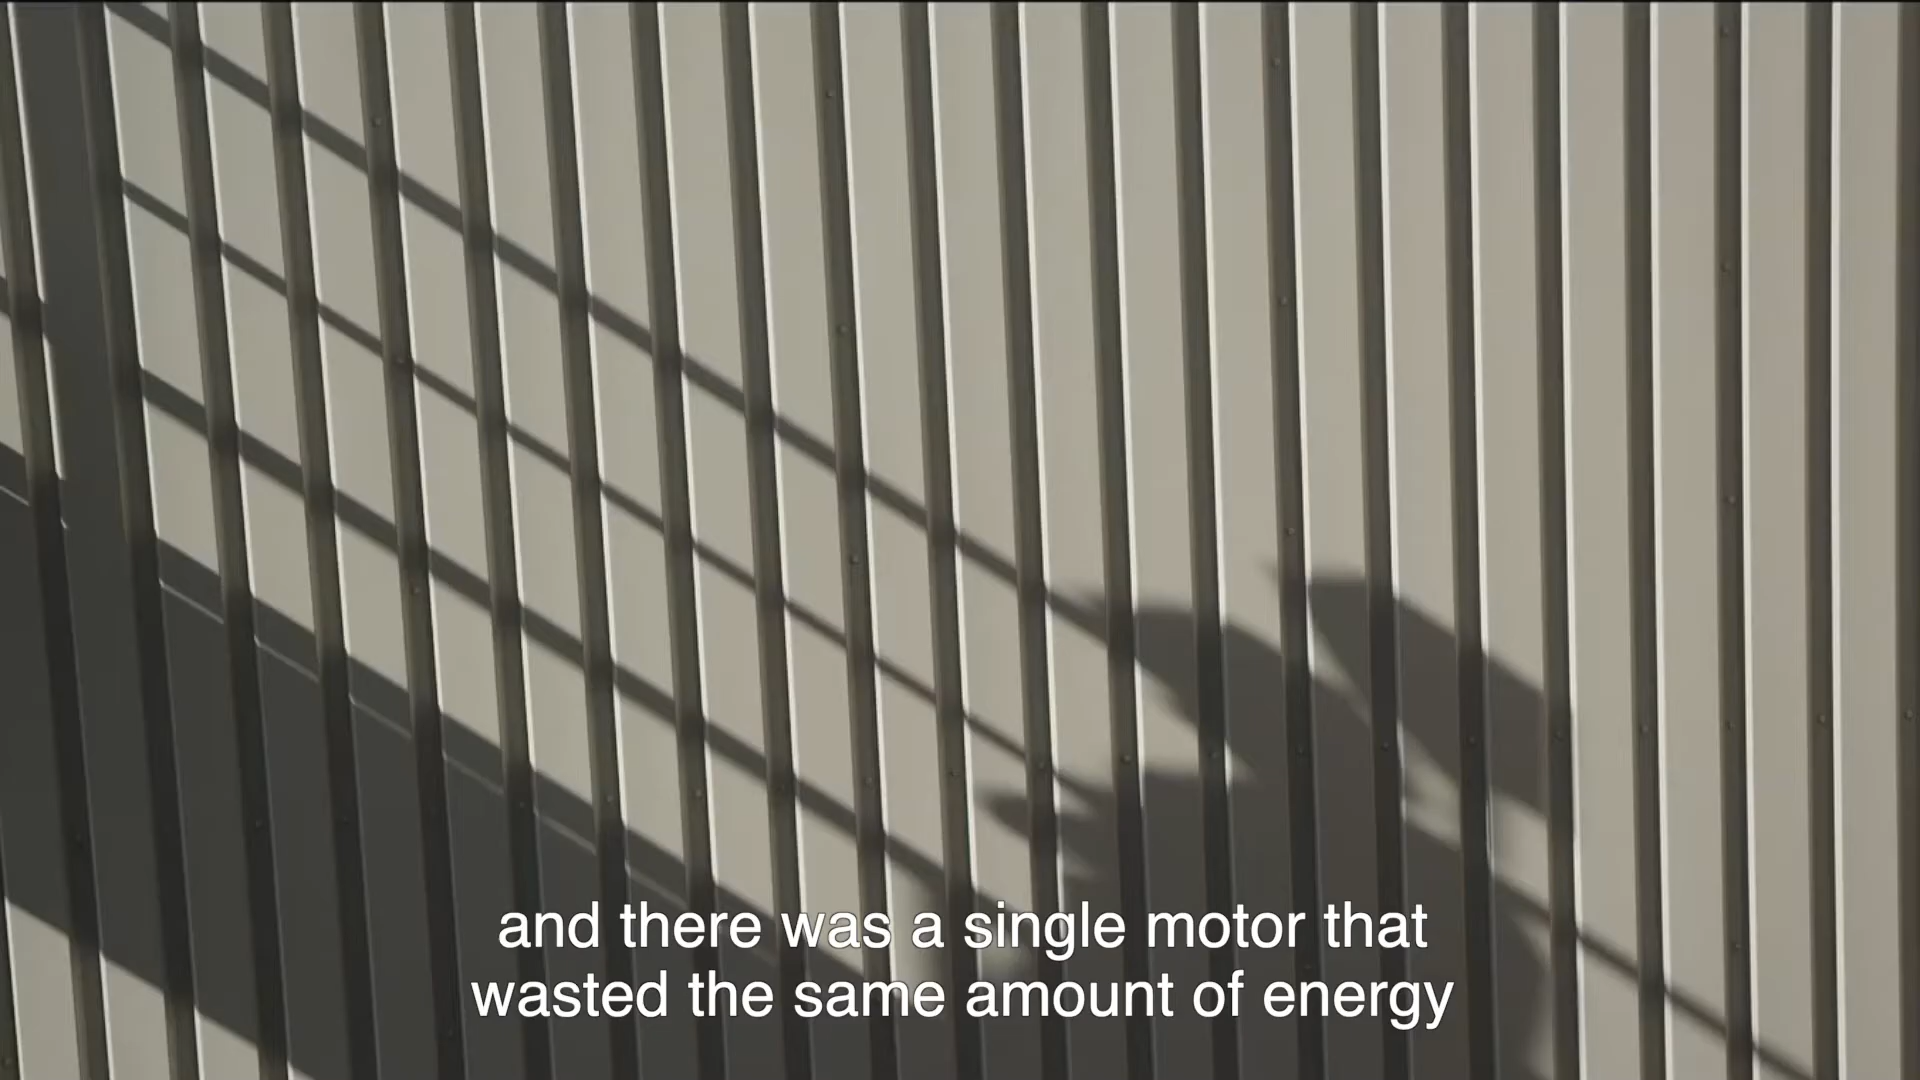 and there was a single motor that
wasted the same amount of energy